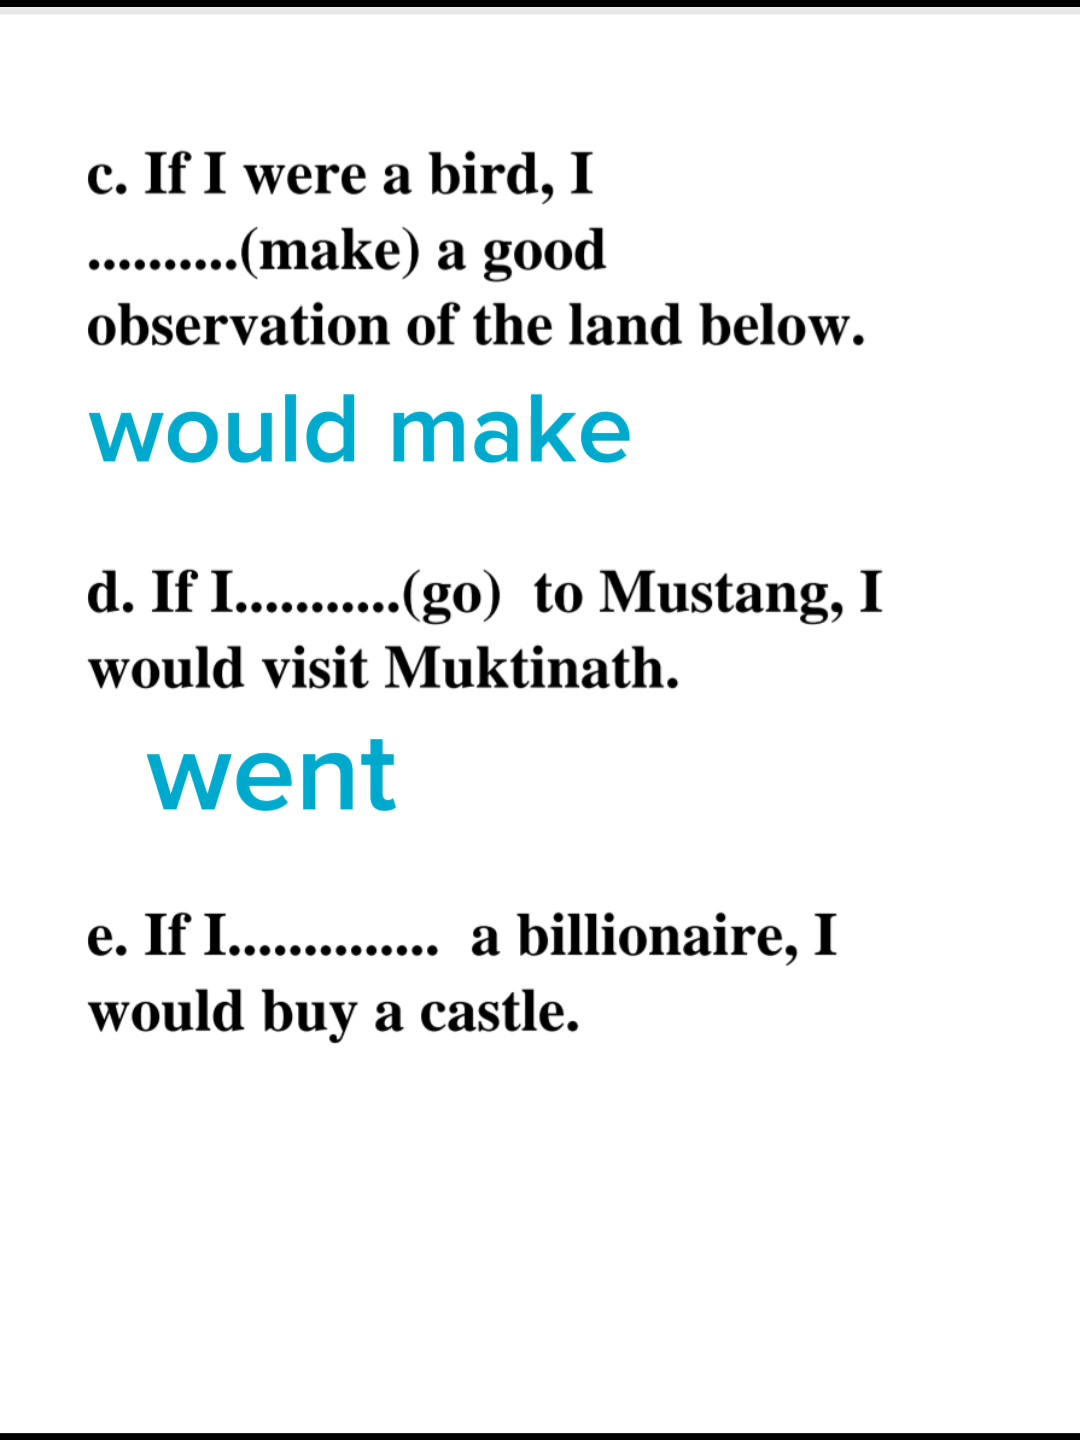 c. If I were a bird, I
..........(make) a good
observation of the land below.
would make
d. If I...........(go) to Mustang, I
would visit Muktinath.
went
e. If I.............. a billionaire, I
would buy a castle.